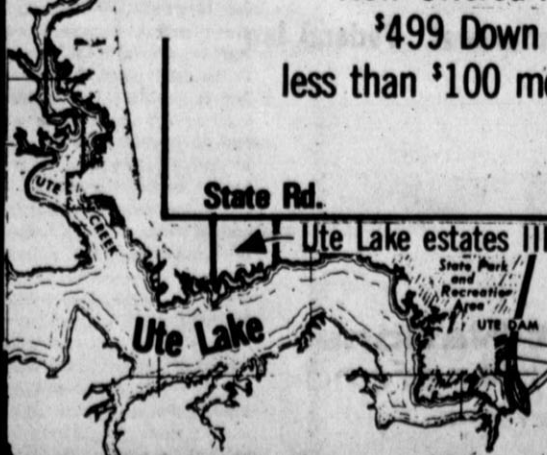 $499 Down
less than $100
State Rd.
Ute Lake estates III
State Park
and
Recreation
Area
UTE DAM
UTE
CREEK
Ute Lake